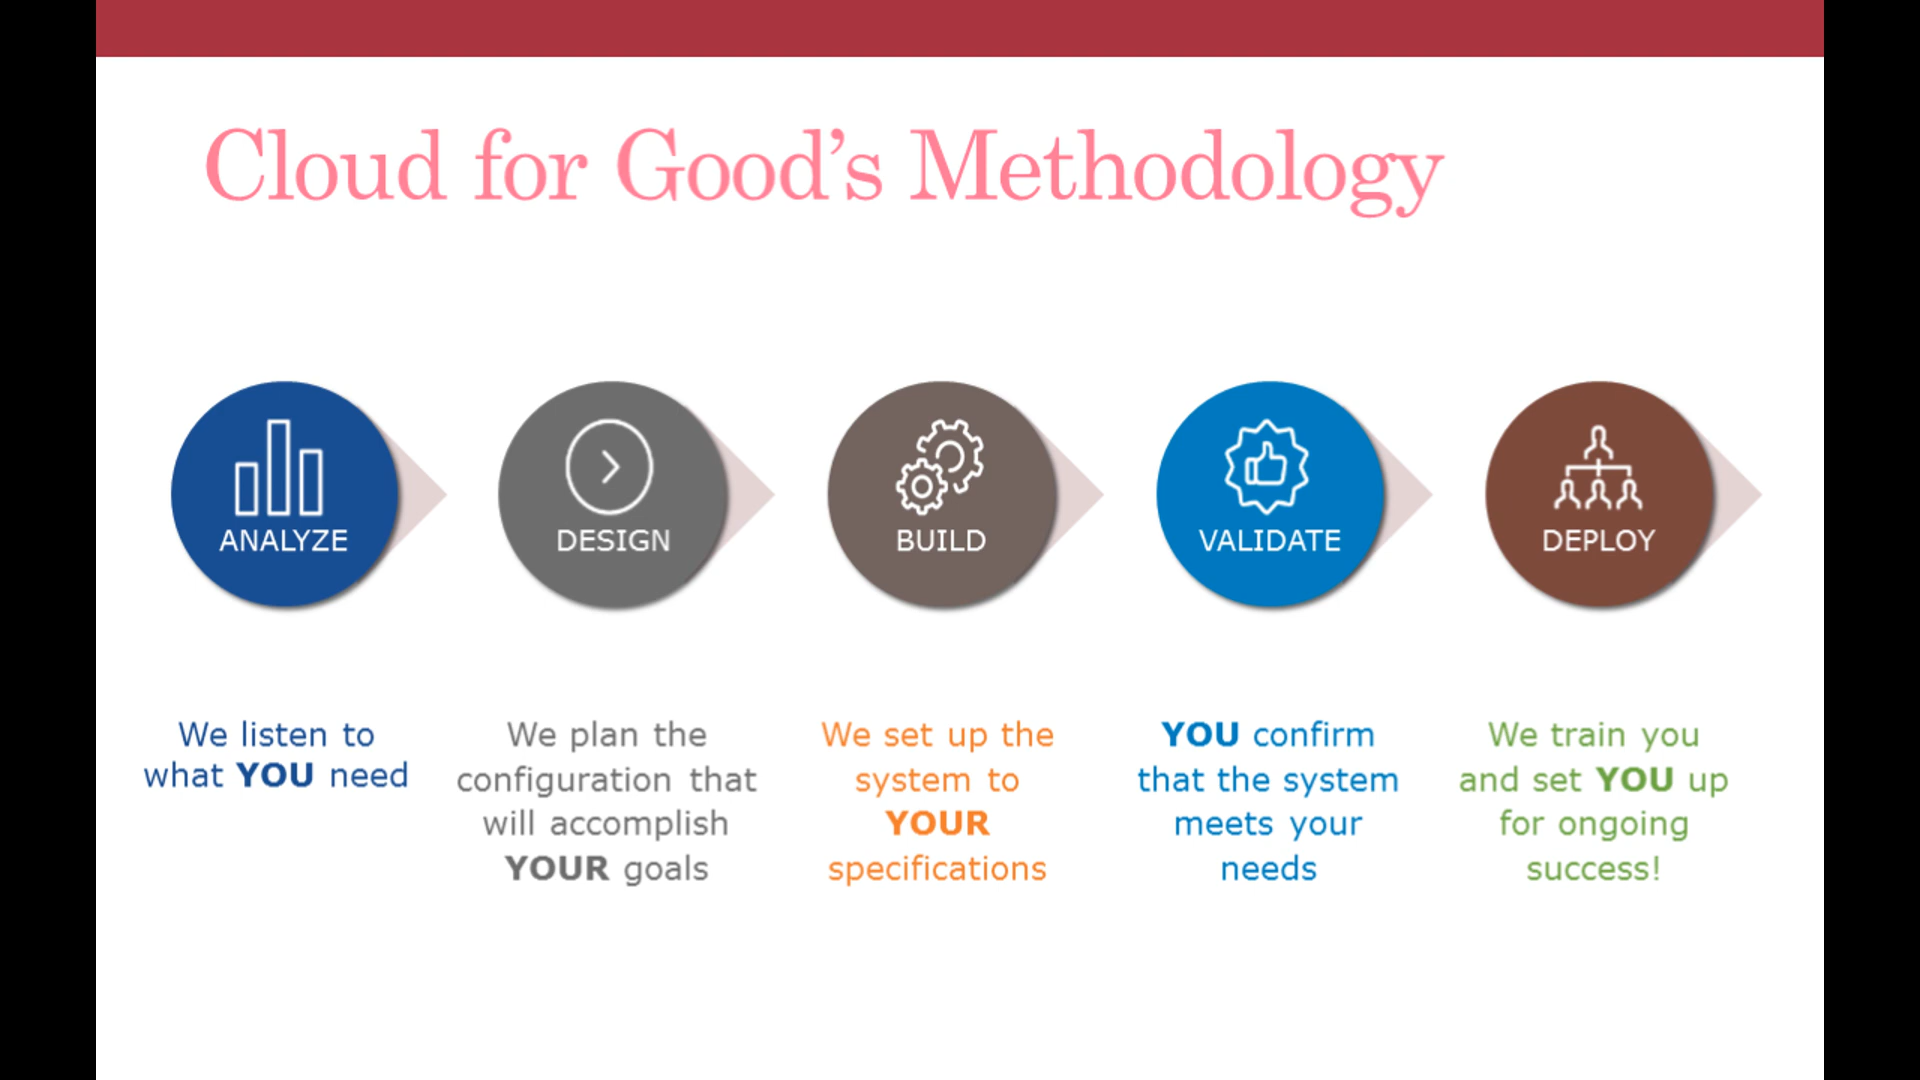 Cloud for Good’s Methodology
ANALYZE
DESIGN
BUILD
VALIDATE
DEPLOY
We listen to
what YOU need
We plan the
configuration that
will accomplish
YOUR goals
We set up the
system to
YOUR
specifications
YOU confirm
that the system
meets your
needs
We train you
and set YOU up
for ongoing
success!